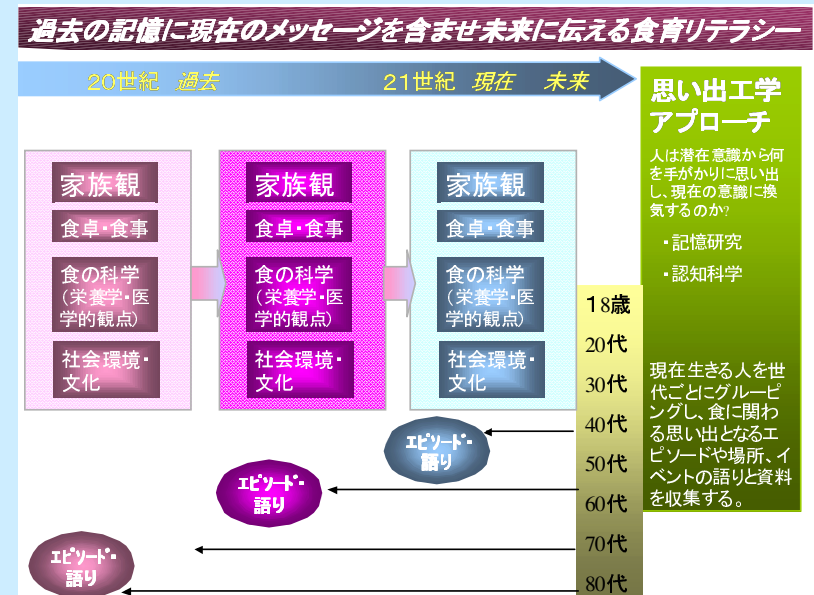 過去の記憶に現在のメッセージを含ませ未来に伝える食育リテラシー
20世紀 過去
21世紀 現在 未来
家族観
食卓・食事
食の科学
(栄養学・医
学的観点)
社会環境・
文化
家族観
食卓・食事
食の科学
(栄養学・医
学的観点)
社会環境・
文化
家族観
食卓・食事
食の科学
(栄養学・医
学的観点)
社会環境・
文化
エピソード・
語り
エピソード・
語り
エピソード・
語り
18歳
20代
30代
40代
50代
60代
70代
80代
思い出工学
アプローチ
人は潜在意識から何
を手がかりに思い出
し、現在の意識に換
気するのか?
・記憶研究
・認知科学
現在生きる人を世
代ごとにグルーピ
ングし、食に関わ
る思い出となるエ
ピソードや場所、イ
ベントの語りと資料
を収集する。